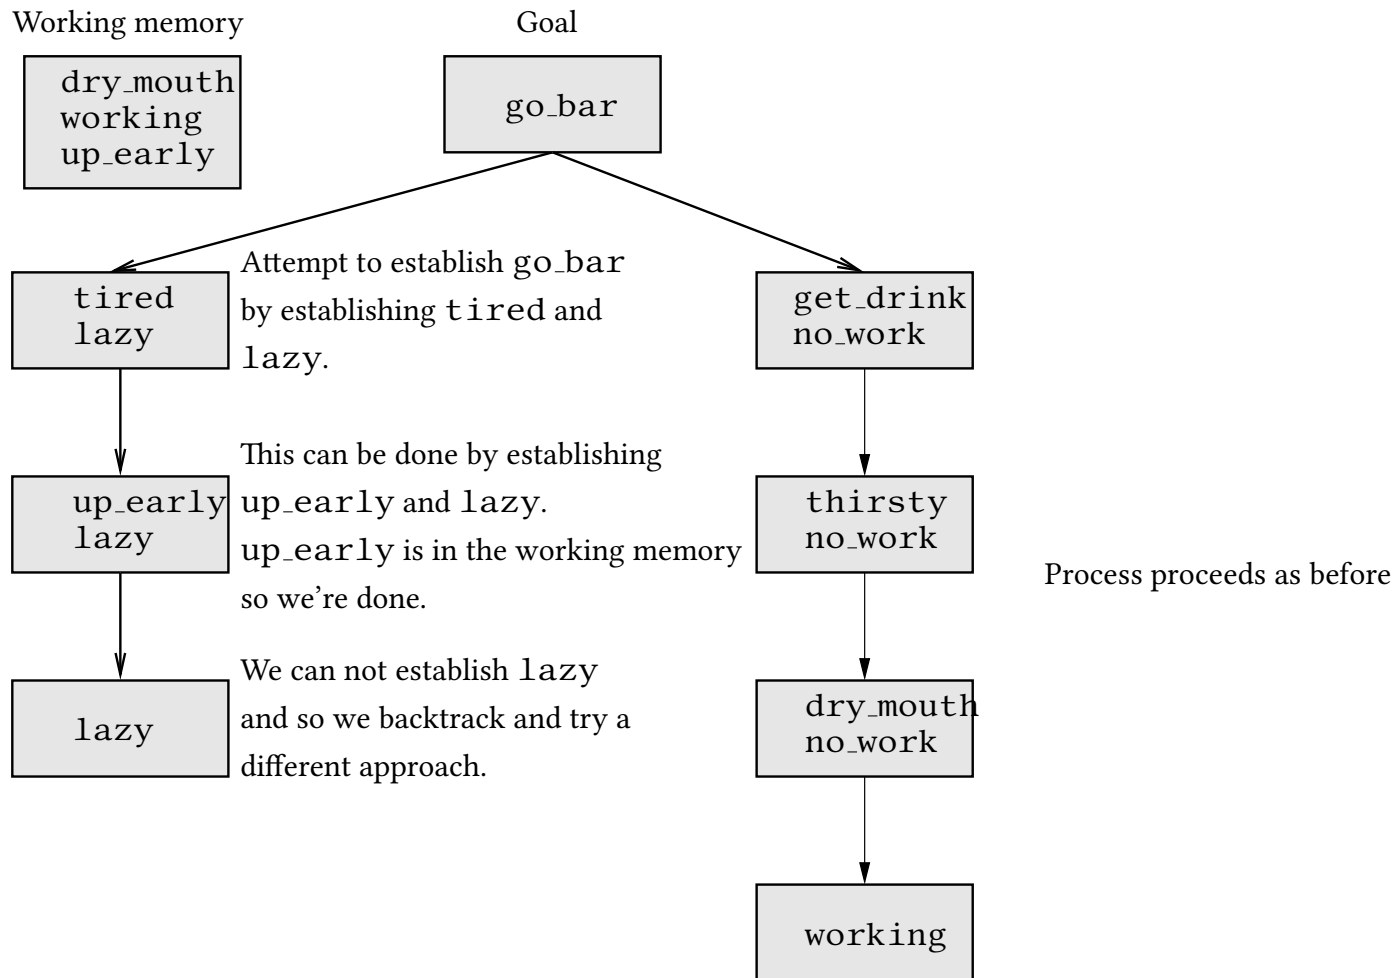 Working memory
Goal
dry_mouth
working
up_early
go_bar
tired
lazy
Attempt to establish go_bar
by establishing tired and
lazy.
get_drink
no_work
up_early
lazy
This can be done by establishing
up_early and lazy.
up_early is in the working memory
so we're done.
thirsty
no_work
Process proceeds as before
lazy
We can not establish lazy
and so we backtrack and try a
different approach.
dry_mouth
no_work
working